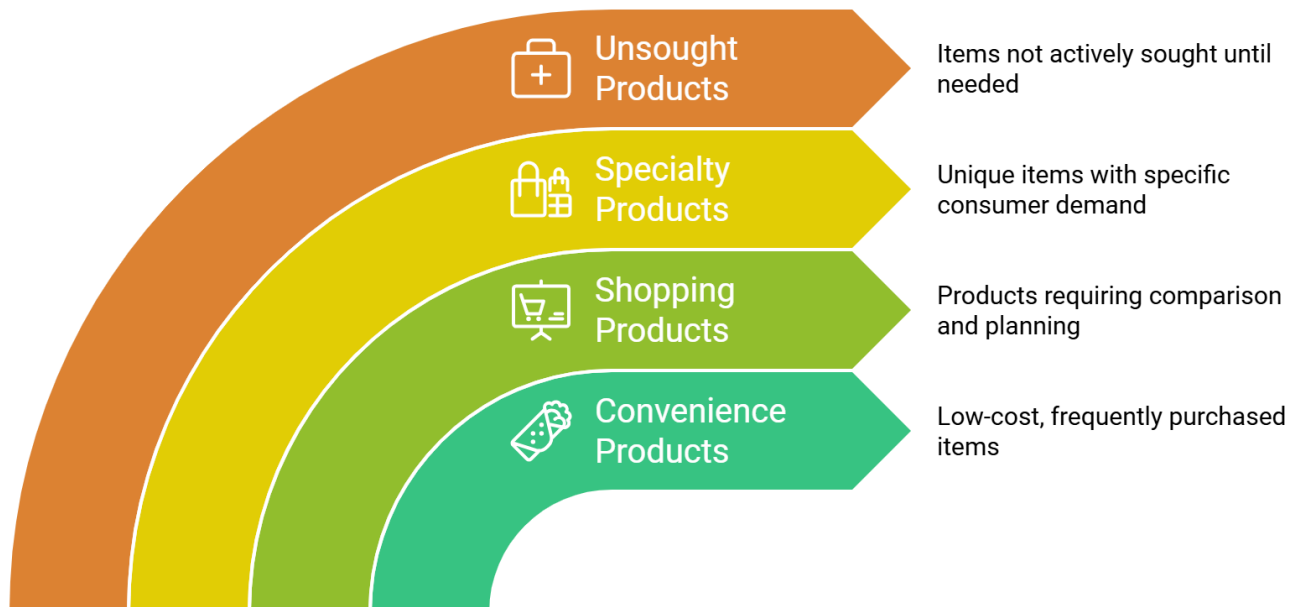 Unsought
Products
Items not actively sought until
needed
Specialty
Products
Unique items with specific
consumer demand
Shopping
Products
Products requiring comparison
and planning
Convenience
Products
Low-cost, frequently purchased
items